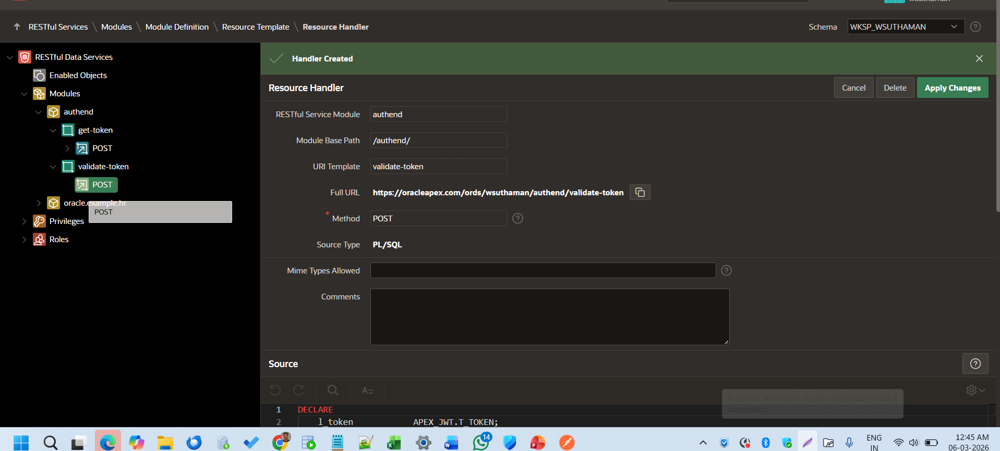 RESTful Services \ Modules \ Module Definition \ Resource Template \ Resource Handler
Schema WKSP_WSUTHAMAN
RESTful Data Services
Enabled Objects
Modules
authend
get-token
POST
validate-token
POST
oracle.example.hr
POST
Privileges
Roles
Handler Created
Resource Handler
Cancel Delete Apply Changes
RESTful Service Module authend
Module Base Path /authend/
URI Template validate-token
Full URL https://oracleapex.com/ords/wsuthaman/authend/validate-token
* Method POST
Source Type PL/SQL
Mime Types Allowed
Comments
Source
Press the "Prnt Scrn" on your keyboard to take a
screenshot
1 DECLARE
2 l_token APEX_JWT.T_TOKEN;
14
ENG
IN
12:45 AM
06-03-2026